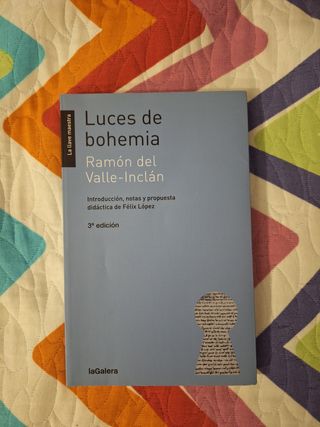 La llave maestra
Luces de
bohemia
Ramón del
Valle-Inclán
Introducción, notas y propuesta
didáctica de Félix López
3ª edición
laGalera